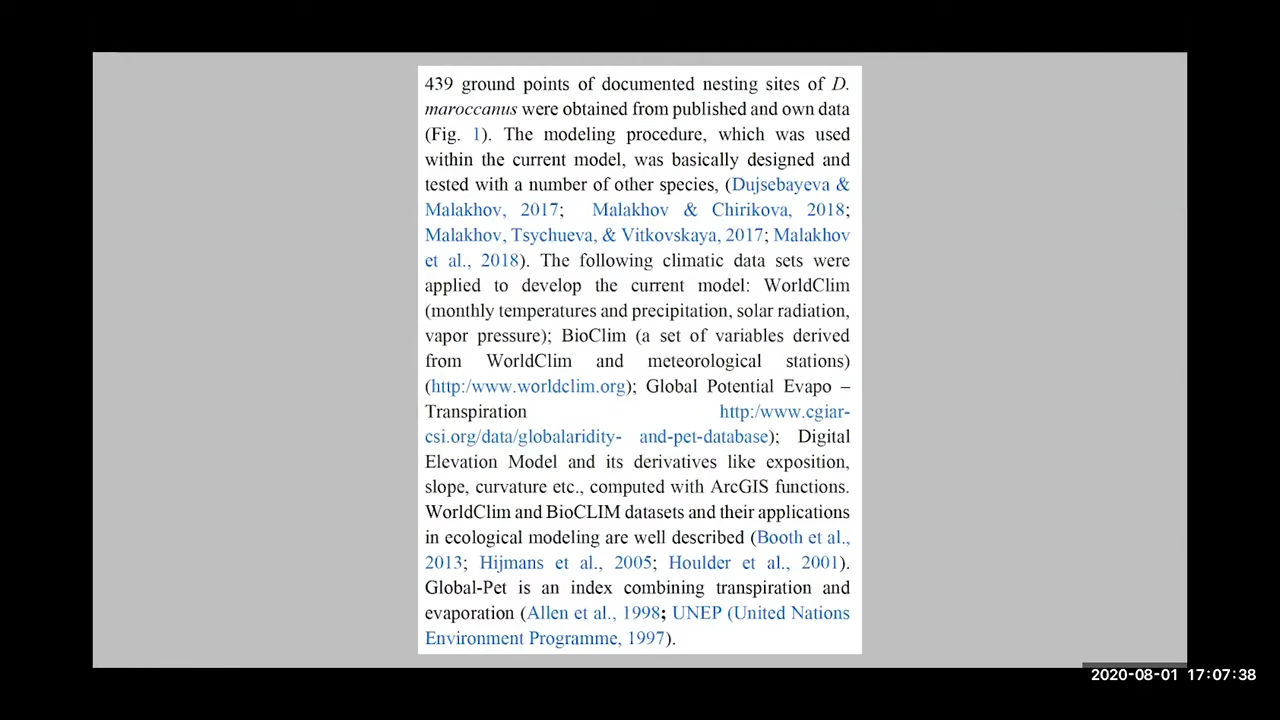 439 ground points of documented nesting sites of D.
maroccanus were obtained from published and own data
(Fig. 1). The modeling procedure, which was used
within the current model, was basically designed and
tested with a number of other species, (Dujsebayeva &
Malakhov, 2017; Malakhov & Chirikova, 2018;
Malakhov, Tsychueva, & Vitkovskaya, 2017; Malakhov
et al., 2018). The following climatic data sets were
applied to develop the current model: WorldClim
(monthly temperatures and precipitation, solar radiation,
vapor pressure); BioClim (a set of variables derived
from WorldClim and meteorological stations)
(http:/www.worldclim.org); Global Potential Evapo –
Transpiration http:/www.cgiar-
csi.org/data/globalaridity- and-pet-database); Digital
Elevation Model and its derivatives like exposition,
slope, curvature etc., computed with ArcGIS functions.
WorldClim and BioCLIM datasets and their applications
in ecological modeling are well described (Booth et al.,
2013; Hijmans et al., 2005; Houlder et al., 2001).
Global-Pet is an index combining transpiration and
evaporation (Allen et al., 1998; UNEP (United Nations
Environment Programme, 1997).
2020-08-01 17:07:38